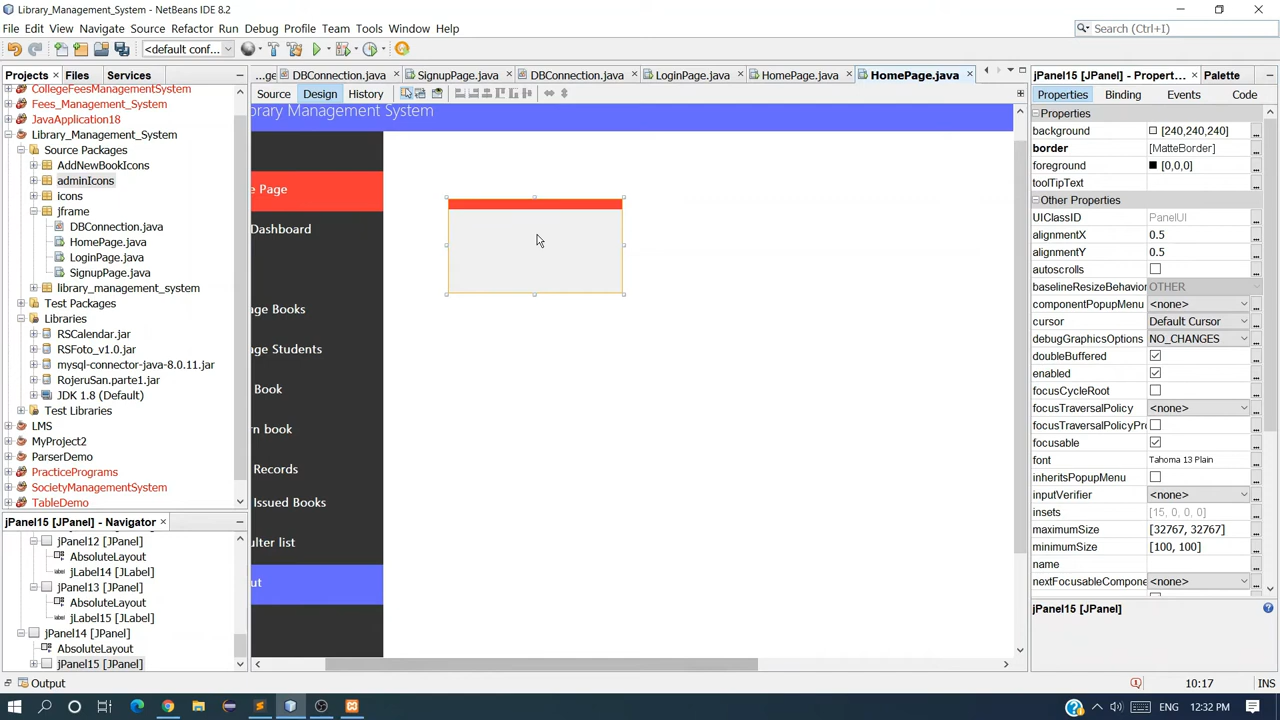 Library_Management_System - NetBeans IDE 8.2
File Edit View Navigate Source Refactor Run Debug Profile Team Tools Window Help
Search (Ctrl+I)
<default conf...
Projects Files Services
...ge DBConnection.java SignupPage.java DBConnection.java LoginPage.java HomePage.java HomePage.java
jPanel15 [JPanel] - Propert... Palette
Source Design History
Properties Binding Events Code
CollegeFeesManagementSystem
Fees_Management_System
JavaApplication18
Library_Management_System
Source Packages
AddNewBookIcons
adminIcons
icons
jframe
DBConnection.java
HomePage.java
LoginPage.java
SignupPage.java
library_management_system
Test Packages
Libraries
RSCalendar.jar
RSFoto_v1.0.jar
mysql-connector-java-8.0.11.jar
RojeruSan.parte1.jar
JDK 1.8 (Default)
Test Libraries
LMS
MyProject2
ParserDemo
PracticePrograms
SocietyManagementSystem
TableDemo
jPanel15 [JPanel] - Navigator
jPanel12 [JPanel]
AbsoluteLayout
jLabel14 [JLabel]
jPanel13 [JPanel]
AbsoluteLayout
jLabel15 [JLabel]
jPanel14 [JPanel]
AbsoluteLayout
jPanel15 [JPanel]
brary Management System
e Page
Dashboard
ge Books
ge Students
Book
rn book
Records
Issued Books
ulter list
ut
Properties
background [240,240,240]
border [MatteBorder]
foreground [0,0,0]
toolTipText
Other Properties
UIClassID PanelUI
alignmentX 0.5
alignmentY 0.5
autoscrolls
baselineResizeBehavior OTHER
componentPopupMenu <none>
cursor Default Cursor
debugGraphicsOptions NO_CHANGES
doubleBuffered
enabled
focusCycleRoot
focusTraversalPolicy <none>
focusTraversalPolicyPro
focusable
font Tahoma 13 Plain
inheritsPopupMenu
inputVerifier <none>
insets [15, 0, 0, 0]
maximumSize [32767, 32767]
minimumSize [100, 100]
name
nextFocusableCompone <none>
jPanel15 [JPanel]
Output
10:17 INS
ENG 12:32 PM